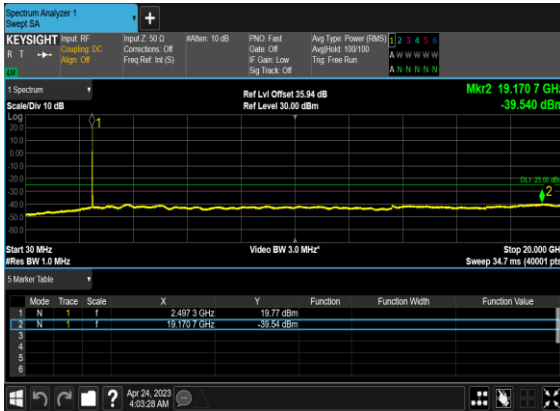 Spectrum Analyzer 1
Swept SA
+
KEYSIGHT
R T
Input: RF
Coupling: DC
Align: Off
Input Z: 50 Ω
Corrections: Off
Freq Ref: Int (S)
#Atten: 10 dB
PNO: Fast
Gate: Off
IF Gain: Low
Sig Track: Off
Avg Type: Power (RMS)
Avg|Hold: 100/100
Trig: Free Run
1 2 3 4 5 6
A W W W W W
A N N N N N
1 Spectrum
Scale/Div 10 dB
Ref Lvl Offset 35.94 dB
Ref Level 30.00 dBm
Mkr2 19.170 7 GHz
-39.540 dBm
Log
20.0
10.0
0.00
-10.0
-20.0
-30.0
-40.0
-50.0
-60.0
1
DL1 -25.00 dBm
2
Start 30 MHz
#Res BW 1.0 MHz
Video BW 3.0 MHz*
Stop 20.000 GHz
Sweep 34.7 ms (40001 pts)
5 Marker Table
Mode Trace Scale X Y Function Function Width Function Value
1 N 1 f 2.497 3 GHz 19.77 dBm
2 N 1 f 19.170 7 GHz -39.54 dBm
3
4
5
6
?
Apr 24, 2023
4:03:28 AM